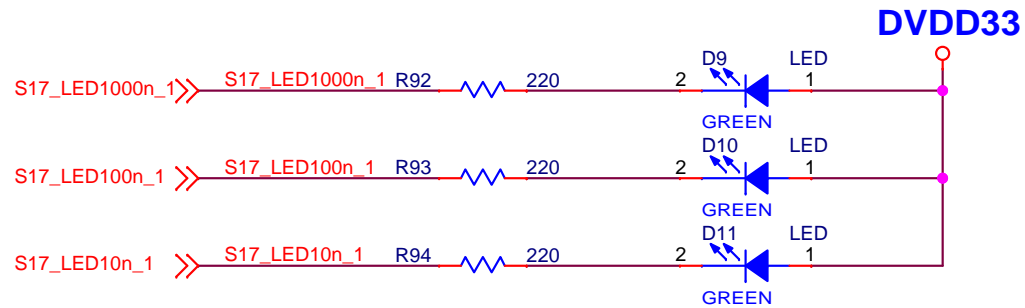 DVDD33
D9 LED
S17_LED1000n_1 S17_LED1000n_1 R92 220 2 1
GREEN
D10 LED
S17_LED100n_1 S17_LED100n_1 R93 220 2 1
GREEN
D11 LED
S17_LED10n_1 S17_LED10n_1 R94 220 2 1
GREEN